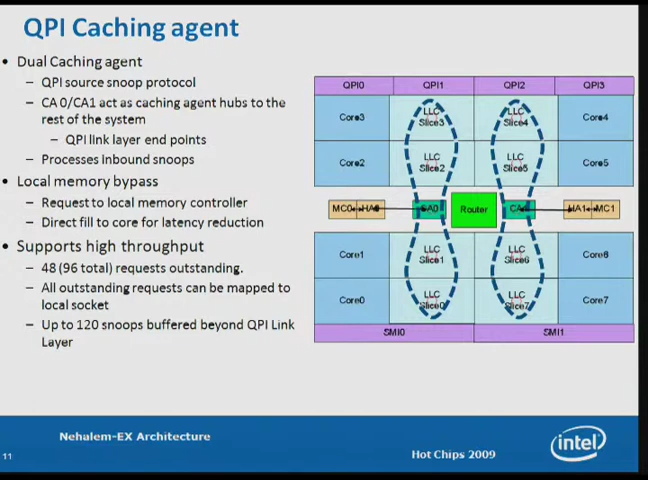 QPI Caching agent
• Dual Caching agent
– QPI source snoop protocol
– CA 0/CA1 act as caching agent hubs to the
rest of the system
– QPI link layer end points
– Processes inbound snoops
• Local memory bypass
– Request to local memory controller
– Direct fill to core for latency reduction
• Supports high throughput
– 48 (96 total) requests outstanding.
– All outstanding requests can be mapped to
local socket
– Up to 120 snoops buffered beyond QPI Link
Layer
QPI0 QPI1 QPI2 QPI3
Core3 LLC Slice3 LLC Slice4 Core4
Core2 LLC Slice2 LLC Slice5 Core5
MC0 HA0 CA0 Router HA1 MC1
Core1 LLC Slice1 LLC Slice6 Core6
Core0 LLC Slice0 LLC Slice7 Core7
SMI0 SMI1
Nehalem-EX Architecture
11
Hot Chips 2009
intel